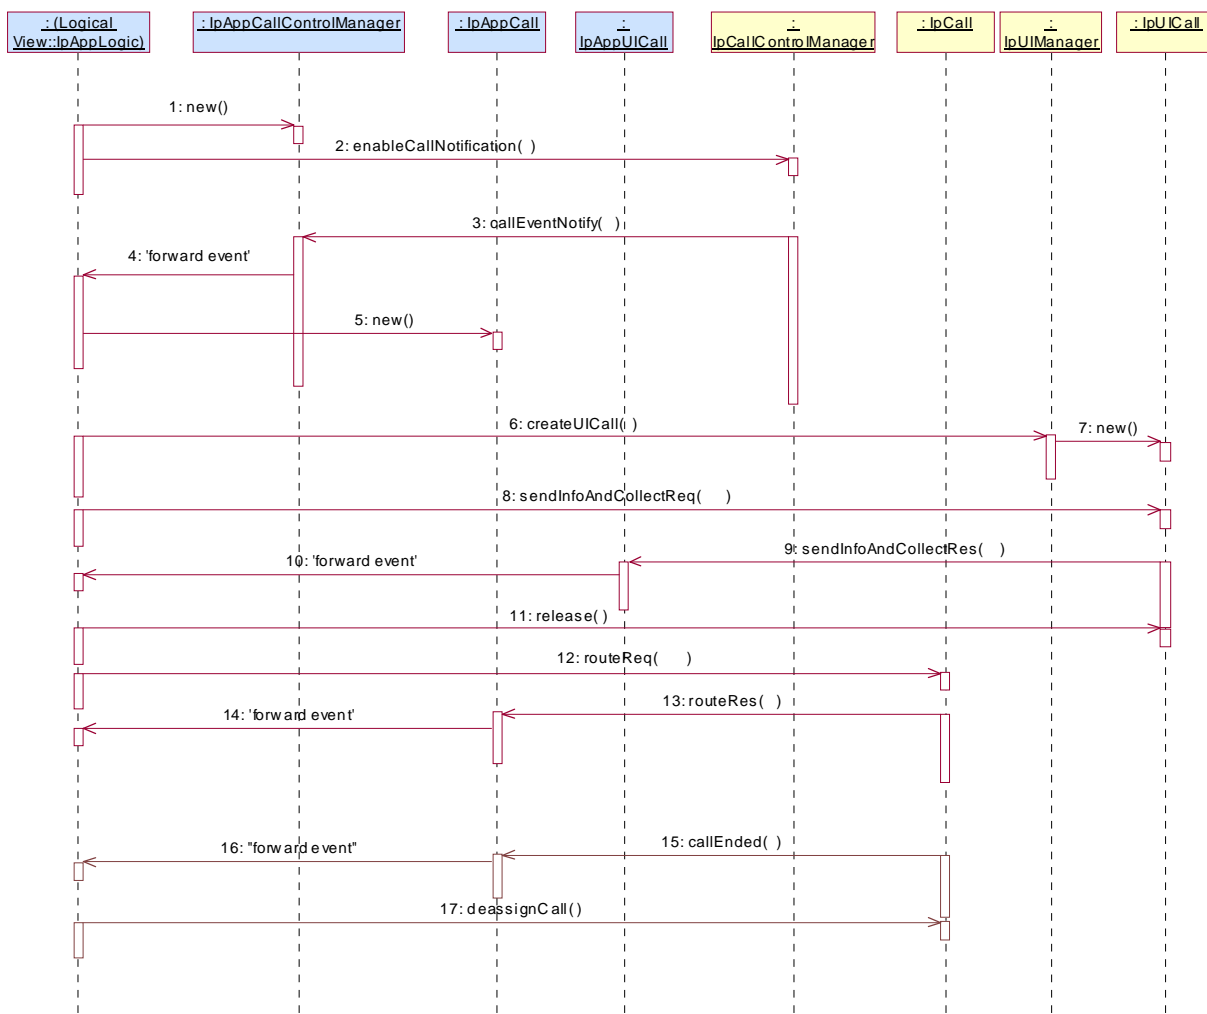 : (Logical
View::IpAppLogic)
: IpAppCallControlManager
: IpAppCall
:
IpAppUICall
:
IpCallControlManager
: IpCall
:
IpUIManager
: IpUICall
1: new()
2: enableCallNotification( )
3: callEventNotify( )
4: 'forward event'
5: new()
6: createUICall( )
7: new()
8: sendInfoAndCollectReq( )
9: sendInfoAndCollectRes( )
10: 'forward event'
11: release( )
12: routeReq( )
13: routeRes( )
14: 'forward event'
15: callEnded( )
16: "forward event"
17: deassignCall()